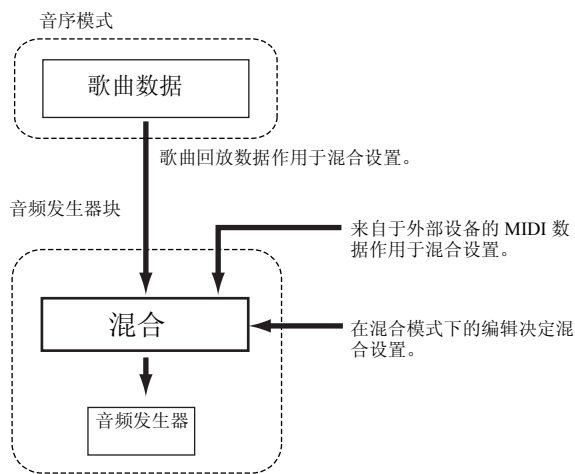 音序模式
歌曲数据
歌曲回放数据作用于混合设置。
音频发生器块
来自于外部设备的 MIDI 数
据作用于混合设置。
混合
在混合模式下的编辑决定混
合设置。
音频发生器